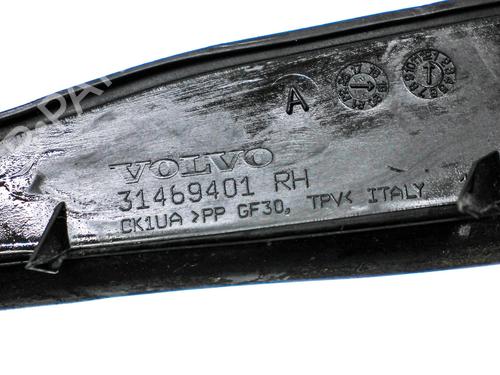 A
VOLVO
31469401 RH
CK1UA >PP GF30, TPV< ITALY